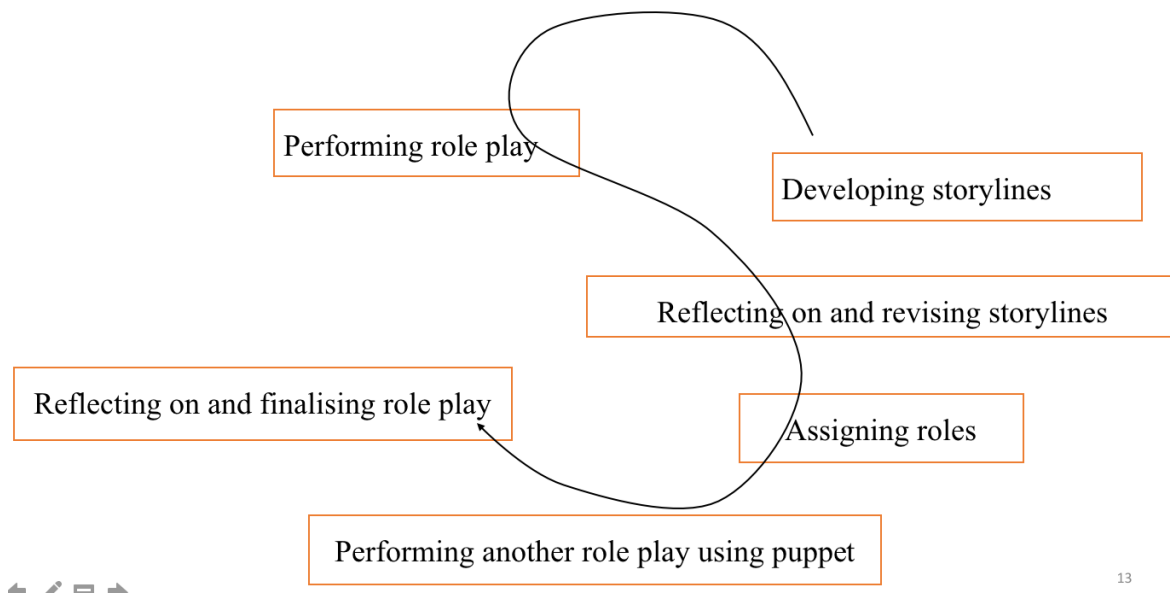 Performing role play
Developing storylines
Reflecting on and revising storylines
Reflecting on and finalising role play
Assigning roles
Performing another role play using puppet
13